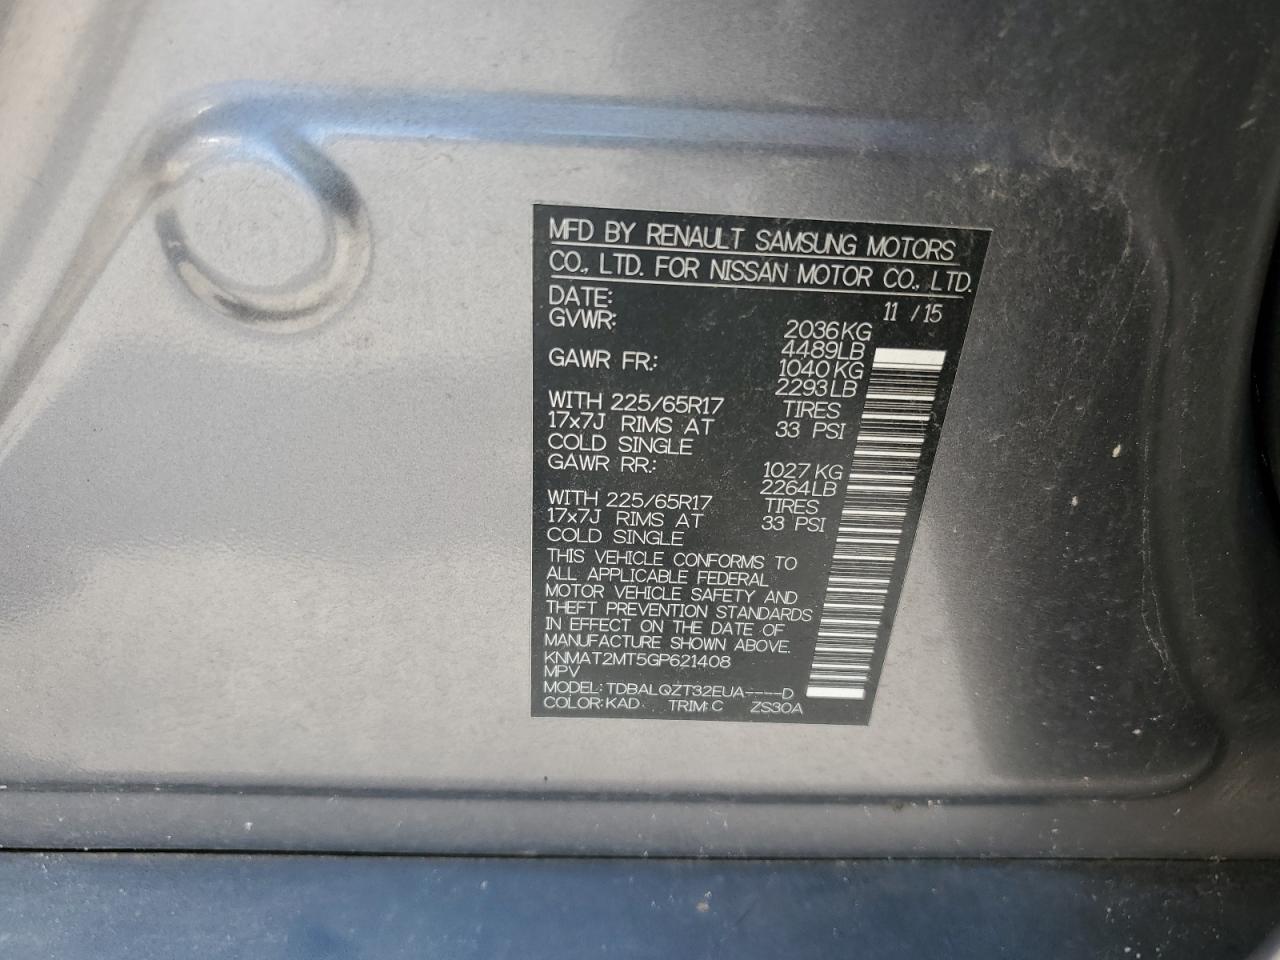 MFD BY RENAULT SAMSUNG MOTORS
CO., LTD. FOR NISSAN MOTOR CO., LTD.
DATE: 11 / 15
GVWR: 2036KG
4489LB
GAWR FR: 1040KG
2293LB
WITH 225/65R17 TIRES
17x7J RIMS AT 33 PSI
COLD SINGLE
GAWR RR: 1027KG
2264LB
WITH 225/65R17 TIRES
17x7J RIMS AT 33 PSI
COLD SINGLE
THIS VEHICLE CONFORMS TO
ALL APPLICABLE FEDERAL
MOTOR VEHICLE SAFETY AND
THEFT PREVENTION STANDARDS
IN EFFECT ON THE DATE OF
MANUFACTURE SHOWN ABOVE.
KNMAT2MT5GP621408
MPV
MODEL: TDBALQZT32EUA----D
COLOR: KAD TRIM: C ZS30A